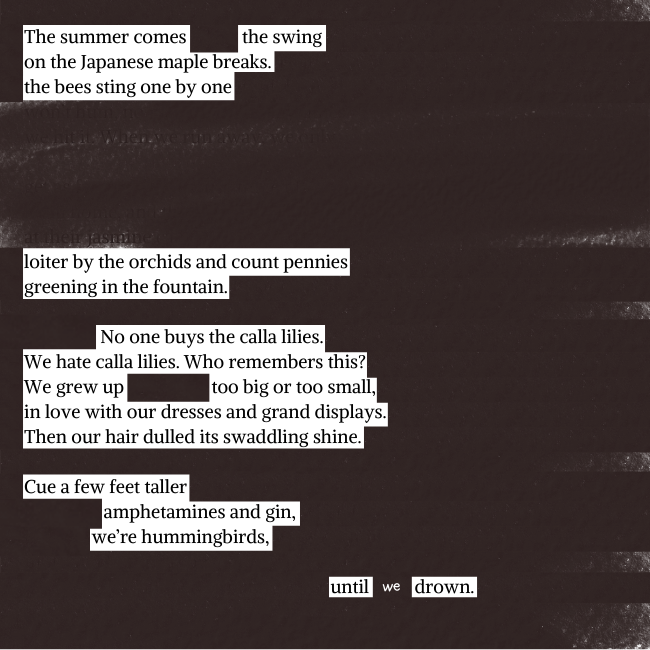 The summer comes the swing
on the Japanese maple breaks.
the bees sting one by one
loiter by the orchids and count pennies
greening in the fountain.
No one buys the calla lilies.
We hate calla lilies. Who remembers this?
We grew up too big or too small,
in love with our dresses and grand displays.
Then our hair dulled its swaddling shine.
Cue a few feet taller
amphetamines and gin,
we’re hummingbirds,
until we drown.